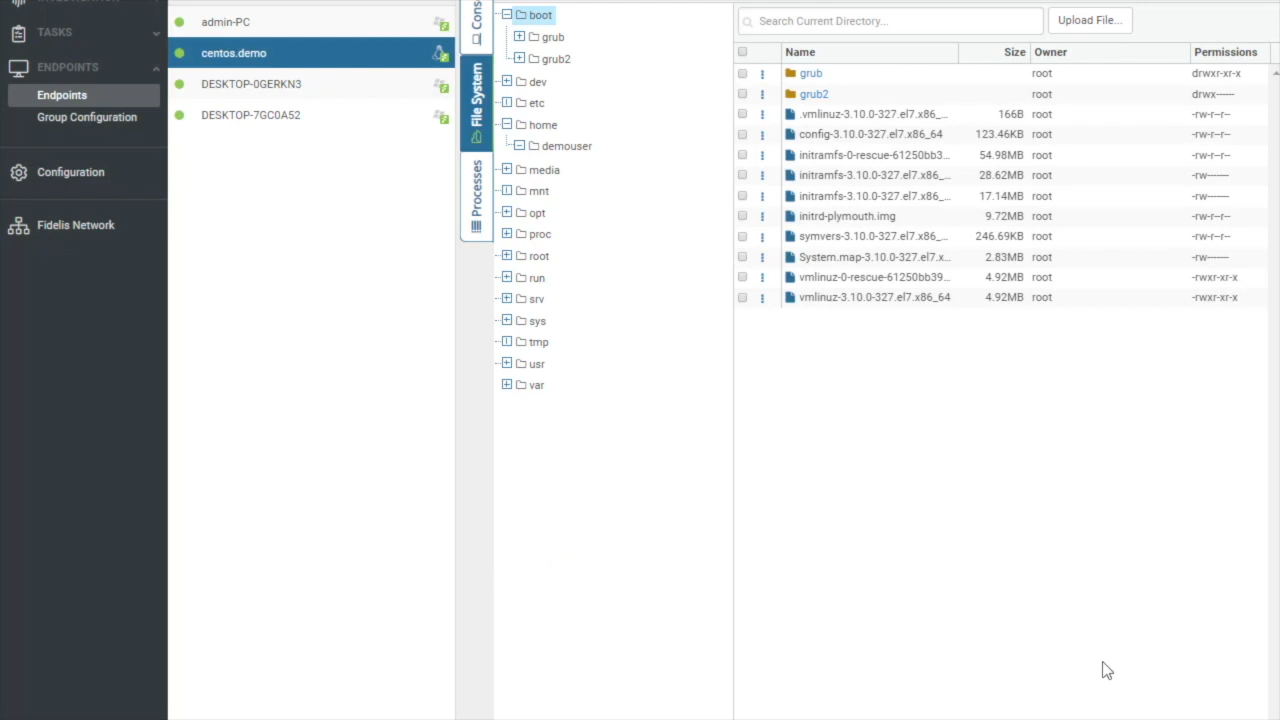 TASKS
ENDPOINTS
Endpoints
Group Configuration
Configuration
Fidelis Network
admin-PC
centos.demo
DESKTOP-0GERKN3
DESKTOP-7GC0A52
File System
Processes
boot
grub
grub2
dev
etc
home
demouser
media
mnt
opt
proc
root
run
srv
sys
tmp
usr
var
Search Current Directory...
Upload File...
Name Size Owner Permissions
grub root drwxr-xr-x
grub2 root drwx------
.vmlinuz-3.10.0-327.el7.x86_... 166B root -rw-r--r--
config-3.10.0-327.el7.x86_64 123.46KB root -rw-r--r--
initramfs-0-rescue-61250bb3... 54.98MB root -rw-r--r--
initramfs-3.10.0-327.el7.x86_... 28.62MB root -rw-------
initramfs-3.10.0-327.el7.x86_... 17.14MB root -rw-------
initrd-plymouth.img 9.72MB root -rw-r--r--
symvers-3.10.0-327.el7.x86_... 246.69KB root -rw-r--r--
System.map-3.10.0-327.el7.x... 2.83MB root -rw-------
vmlinuz-0-rescue-61250bb39... 4.92MB root -rwxr-xr-x
vmlinuz-3.10.0-327.el7.x86_64 4.92MB root -rwxr-xr-x